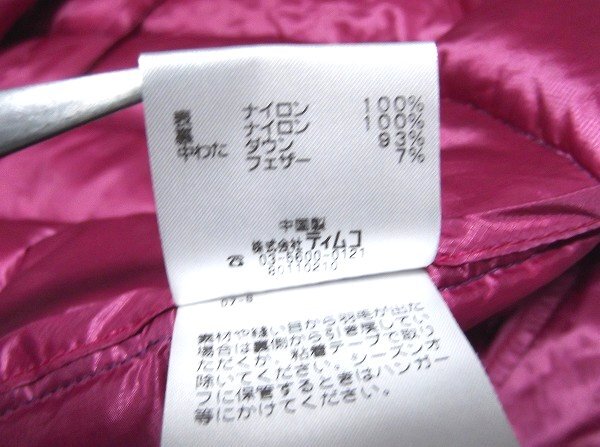 表 ナイロン 100%
裏 ナイロン 100%
中わた ダウン 93%
フェザー 7%
中国製
株式会社 ティムコ
☎ 03-5600-0121
80110210
07-8
素材や縫い目から羽毛が出た
場合は裏側から引き戻してい
ただくか、粘着テープで取り
除いてください。シーズンオ
フに保管するときはハンガー
等にかけてください。